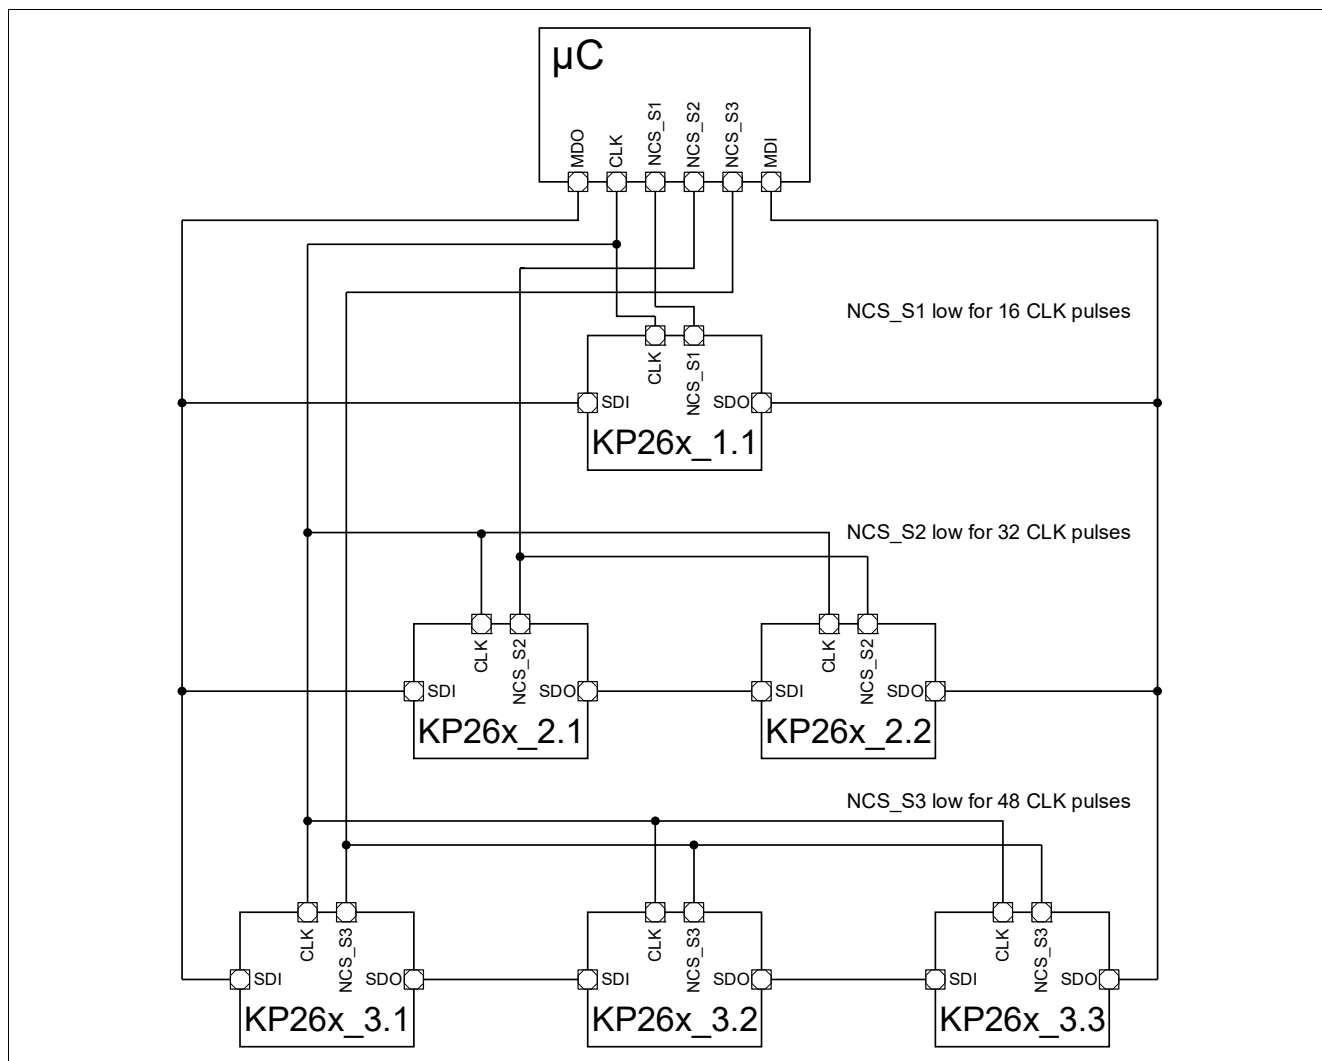 µC
MDO
CLK
NCS_S1
NCS_S2
NCS_S3
MDI
NCS_S1 low for 16 CLK pulses
CLK
NCS_S1
SDI
SDO
KP26x_1.1
NCS_S2 low for 32 CLK pulses
CLK
NCS_S2
SDI
SDO
KP26x_2.1
CLK
NCS_S2
SDI
SDO
KP26x_2.2
NCS_S3 low for 48 CLK pulses
CLK
NCS_S3
SDI
SDO
KP26x_3.1
CLK
NCS_S3
SDI
SDO
KP26x_3.2
CLK
NCS_S3
SDI
SDO
KP26x_3.3